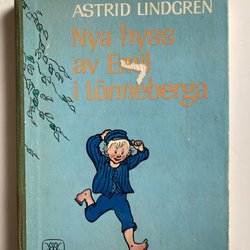 ASTRID LINDGREN
Nya hyss
av Emil
i Lönneberga